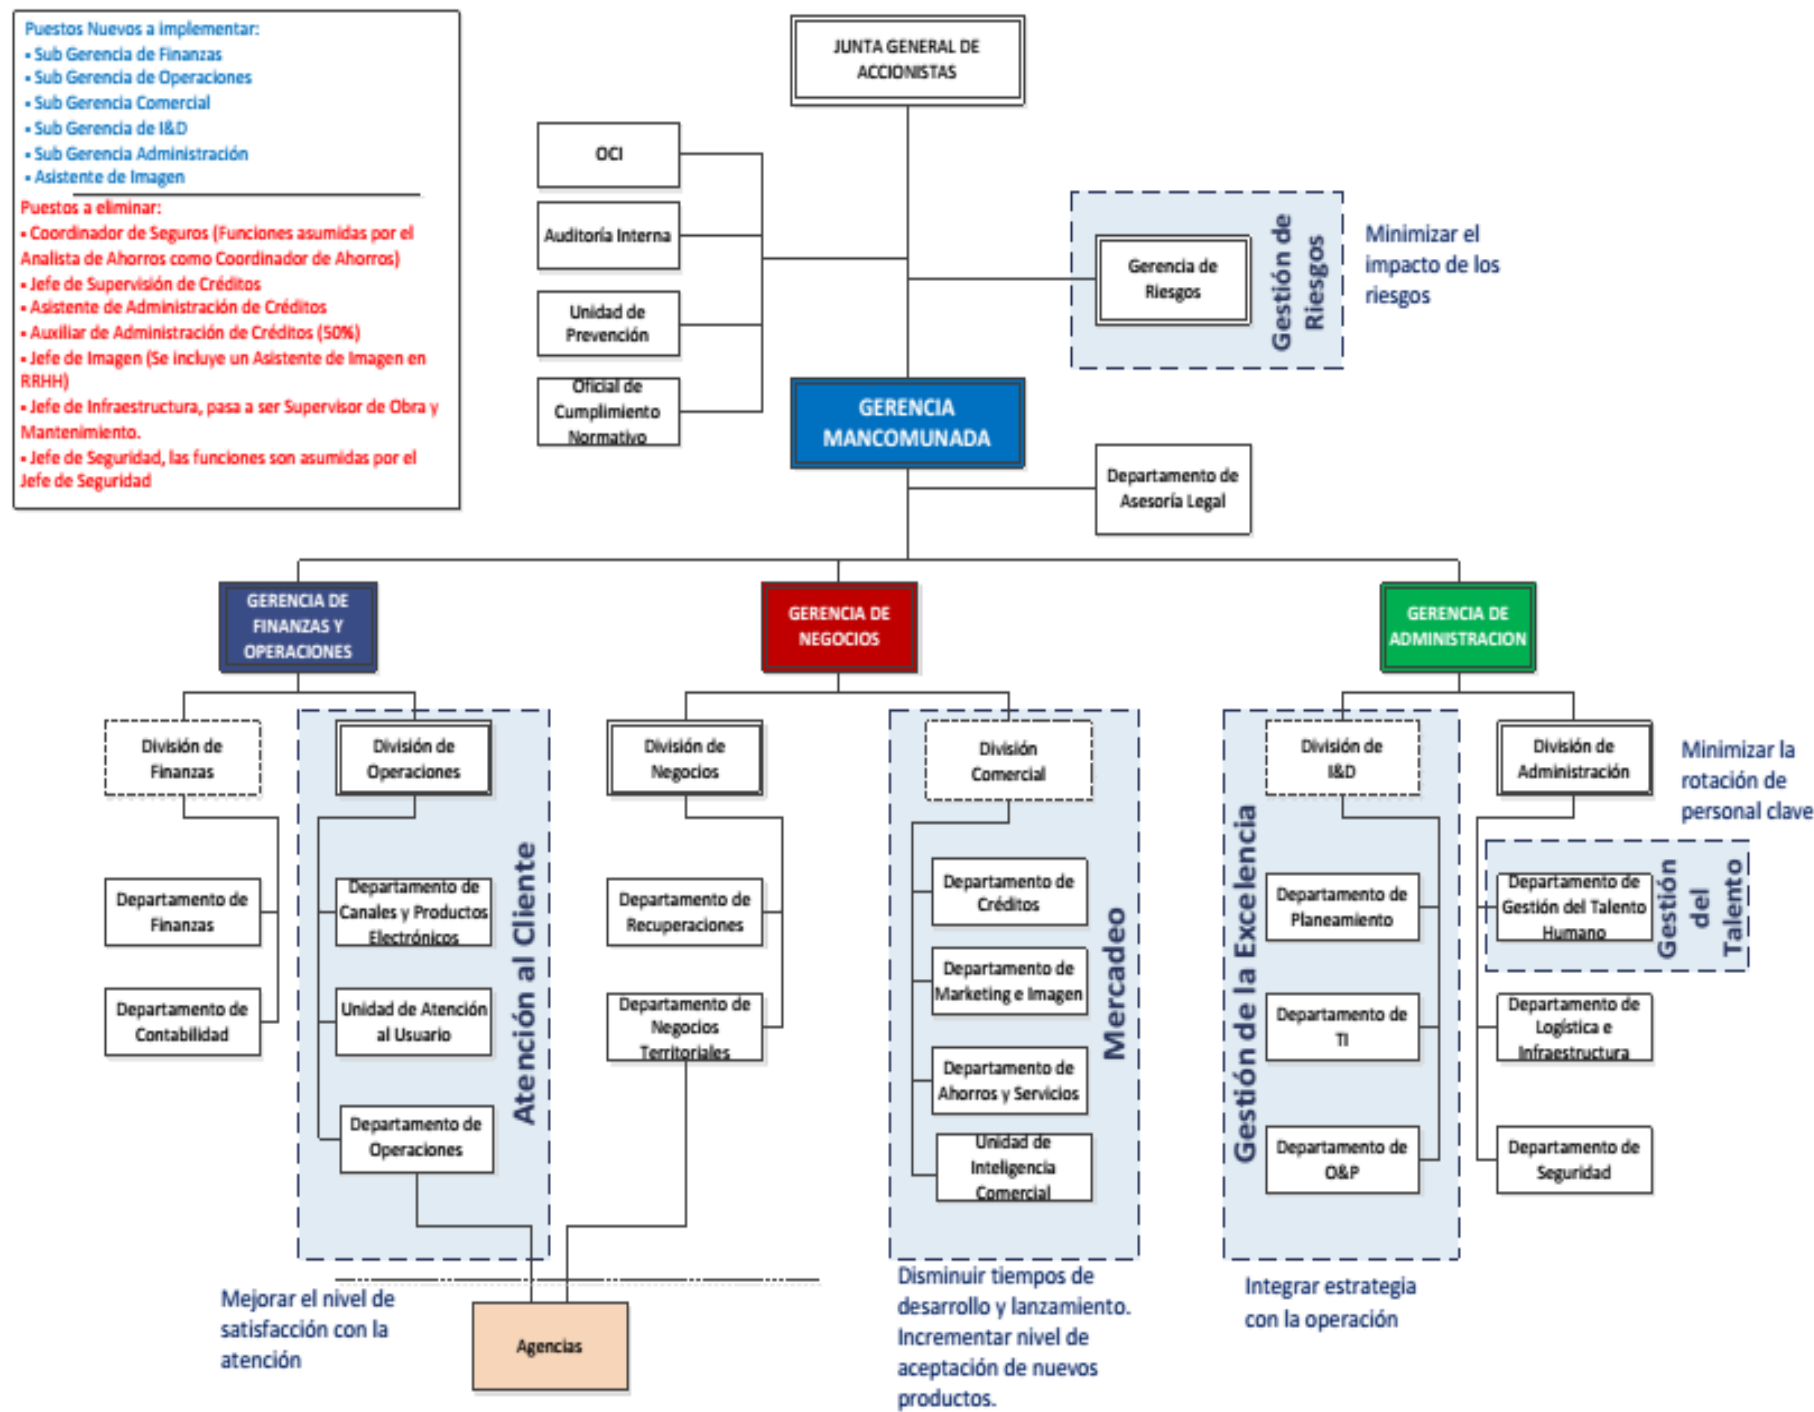 Puestos Nuevos a implementar:
▪ Sub Gerencia de Finanzas
▪ Sub Gerencia de Operaciones
▪ Sub Gerencia Comercial
▪ Sub Gerencia de I&D
▪ Sub Gerencia Administración
▪ Asistente de Imagen
Puestos a eliminar:
▪ Coordinador de Seguros (Funciones asumidas por el
Analista de Ahorros como Coordinador de Ahorros)
▪ Jefe de Supervisión de Créditos
▪ Asistente de Administración de Créditos
▪ Auxiliar de Administración de Créditos (50%)
▪ Jefe de Imagen (Se incluye un Asistente de Imagen en
RRHH)
▪ Jefe de Infraestructura, pasa a ser Supervisor de Obra y
Mantenimiento.
▪ Jefe de Seguridad, las funciones son asumidas por el
Jefe de Seguridad
JUNTA GENERAL DE
ACCIONISTAS
OCI
Auditoría Interna
Unidad de
Prevención
Oficial de
Cumplimiento
Normativo
Gerencia de
Riesgos
Gestión de
Riesgos
Minimizar el
impacto de los
riesgos
GERENCIA
MANCOMUNADA
Departamento de
Asesoría Legal
GERENCIA DE
FINANZAS Y
OPERACIONES
GERENCIA DE
NEGOCIOS
GERENCIA DE
ADMINISTRACION
División de
Finanzas
Departamento de
Finanzas
Departamento de
Contabilidad
División de
Operaciones
Departamento de
Canales y Productos
Electrónicos
Unidad de Atención
al Usuario
Departamento de
Operaciones
Atención al Cliente
División de
Negocios
Departamento de
Recuperaciones
Departamento de
Negocios
Territoriales
División
Comercial
Departamento de
Créditos
Departamento de
Marketing e Imagen
Departamento de
Ahorros y Servicios
Unidad de
Inteligencia
Comercial
Mercadeo
Gestión de la Excelencia
División de
I&D
Departamento de
Planeamiento
Departamento de
TI
Departamento de
O&P
División de
Administración
Minimizar la
rotación de
personal clave
Departamento de
Gestión del Talento
Humano
Gestión
del
Talento
Departamento de
Logística e
Infraestructura
Departamento de
Seguridad
Mejorar el nivel de
satisfacción con la
atención
Agencias
Disminuir tiempos de
desarrollo y lanzamiento.
Incrementar nivel de
aceptación de nuevos
productos.
Integrar estrategia
con la operación